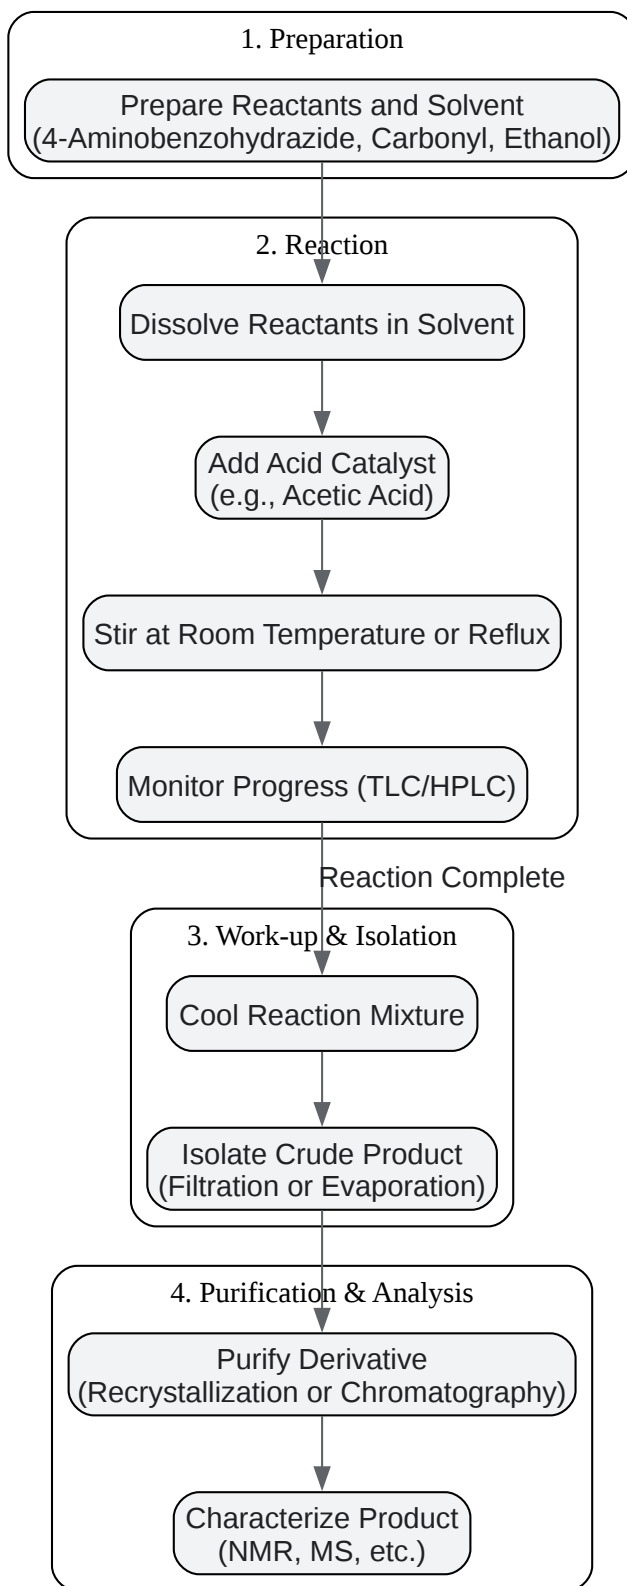 1. Preparation
Prepare Reactants and Solvent
(4-Aminobenzohydrazide, Carbonyl, Ethanol)
2. Reaction
Dissolve Reactants in Solvent
Add Acid Catalyst
(e.g., Acetic Acid)
Stir at Room Temperature or Reflux
Monitor Progress (TLC/HPLC)
Reaction Complete
3. Work-up & Isolation
Cool Reaction Mixture
Isolate Crude Product
(Filtration or Evaporation)
4. Purification & Analysis
Purify Derivative
(Recrystallization or Chromatography)
Characterize Product
(NMR, MS, etc.)